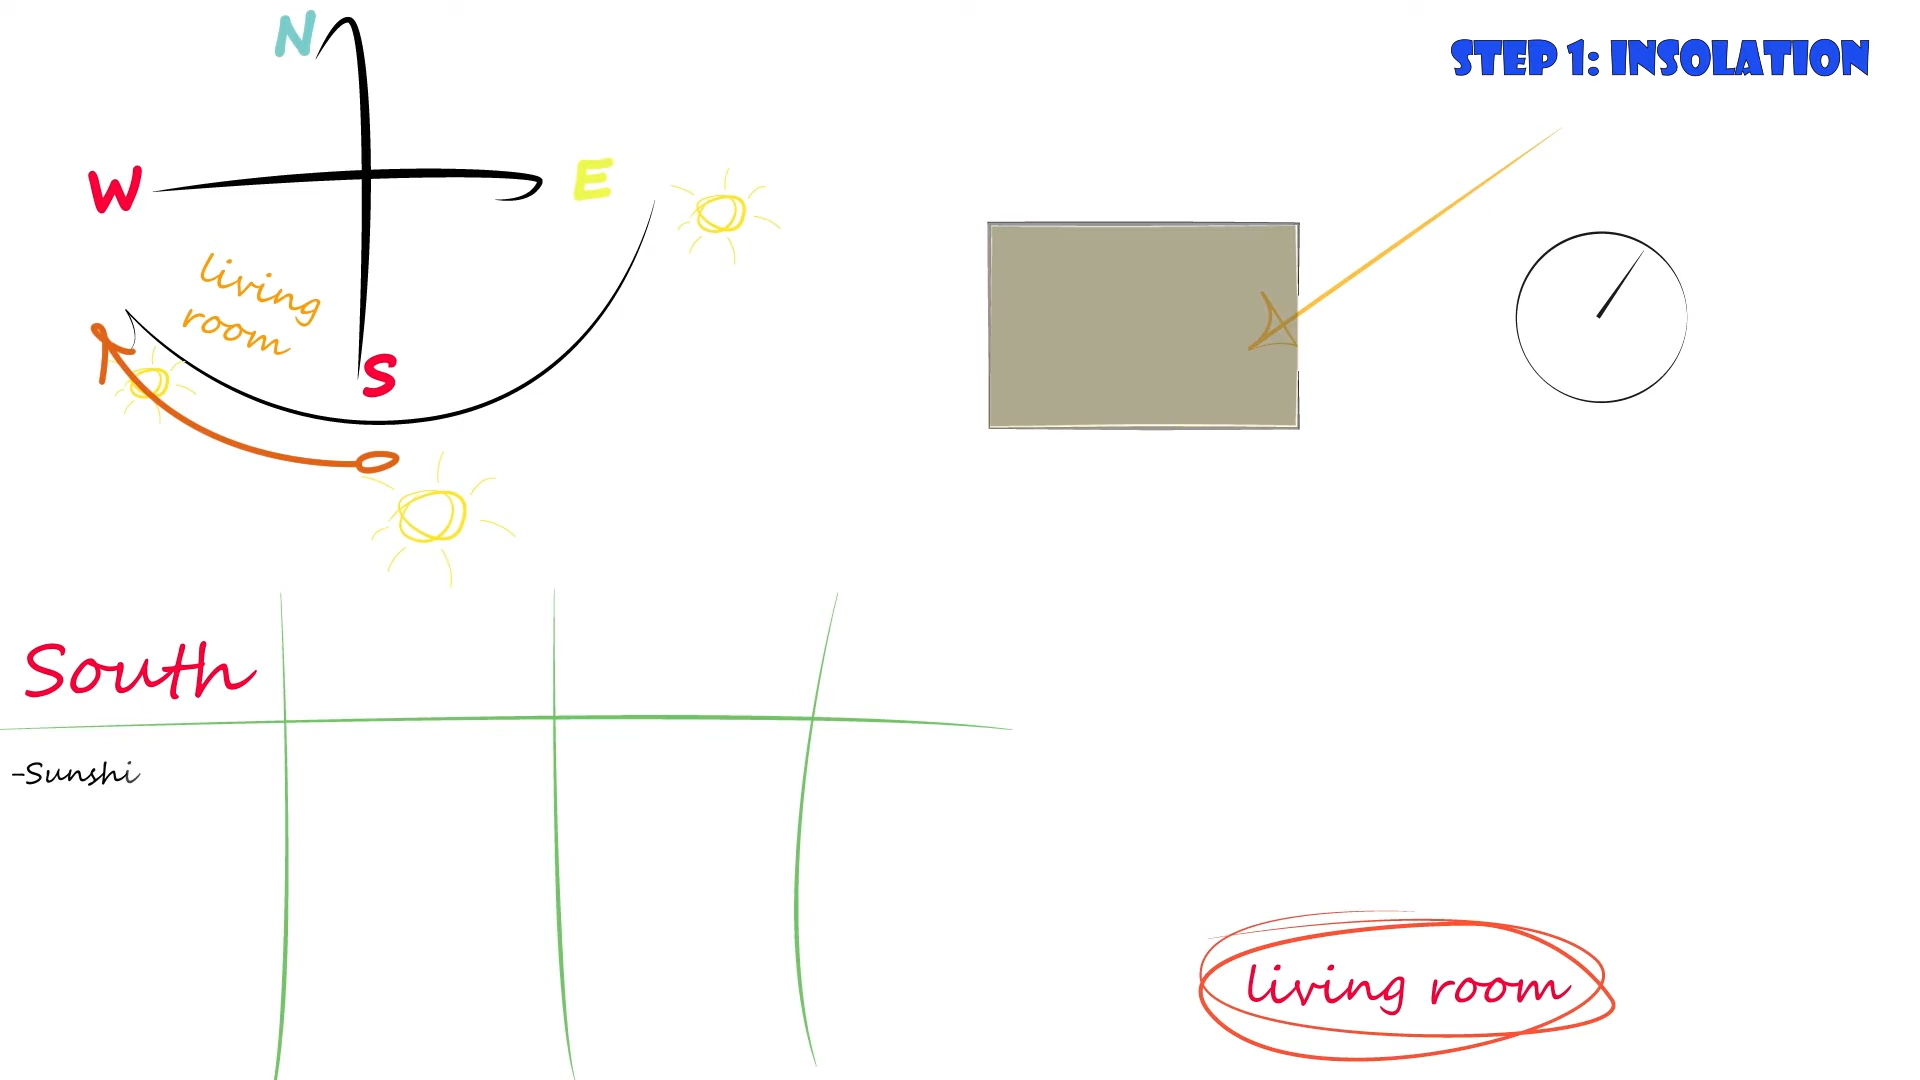 N
STEP 1: INSOLATION
W
E
living
room
S
South
-Sunshi
living room